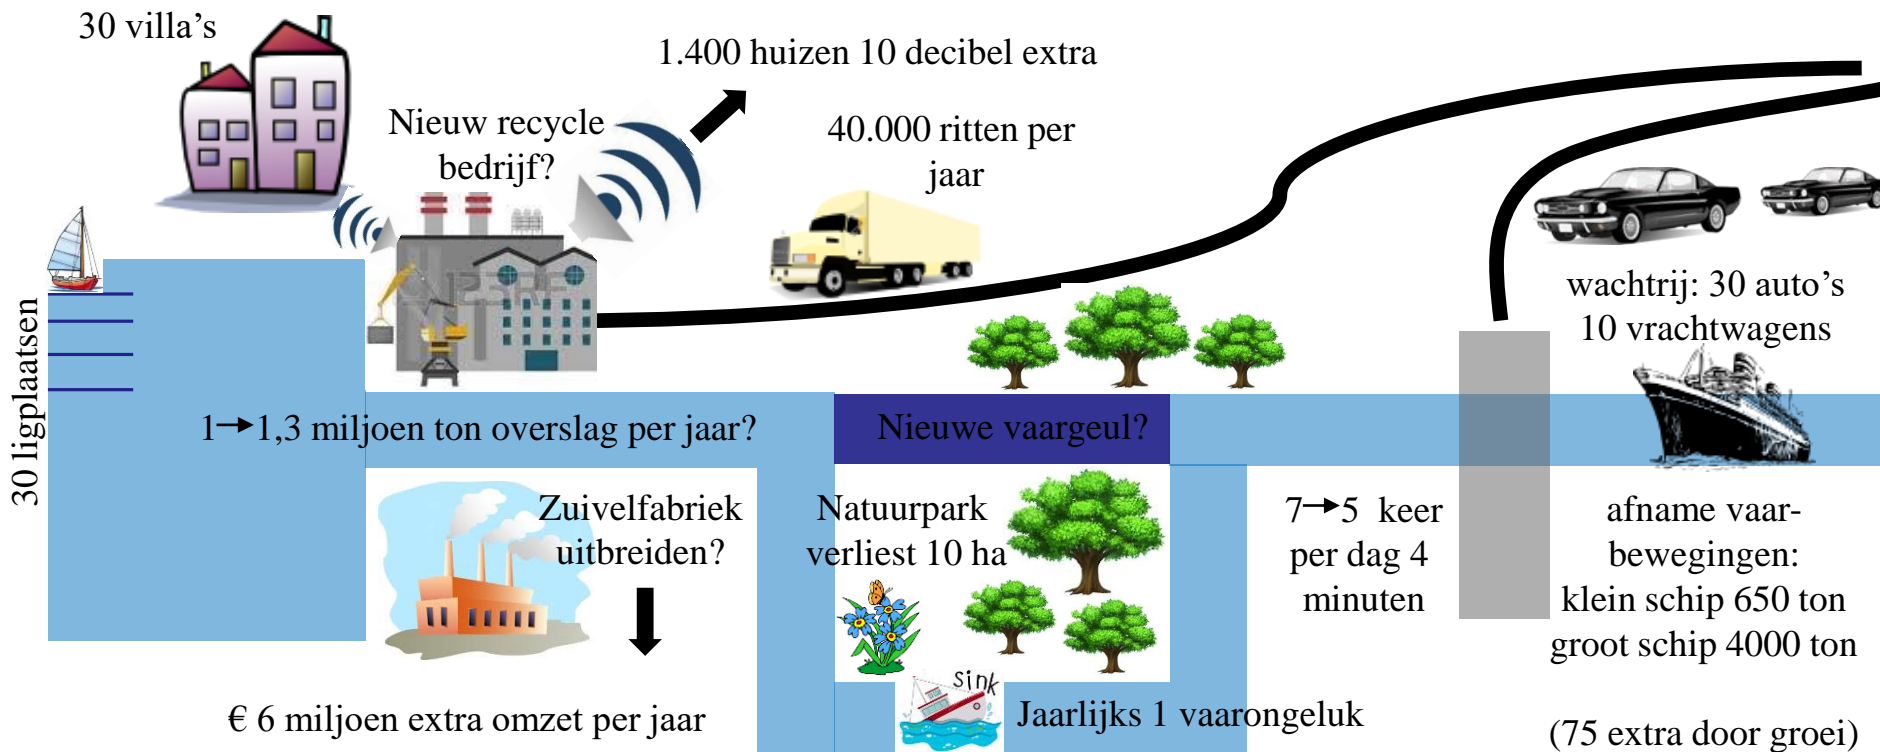 30 villa's
1.400 huizen 10 decibel extra
Nieuw recycle
bedrijf?
40.000 ritten per
jaar
wachtrij: 30 auto's
10 vrachtwagens
30 ligplaatsen
1→1,3 miljoen ton overslag per jaar?
Nieuwe vaargeul?
Zuivelfabriek
uitbreiden?
Natuurpark
verliest 10 ha
7→5 keer
per dag 4
minuten
afname vaar-
bewegingen:
klein schip 650 ton
groot schip 4000 ton
sink
€ 6 miljoen extra omzet per jaar
Jaarlijks 1 vaarongeluk
(75 extra door groei)